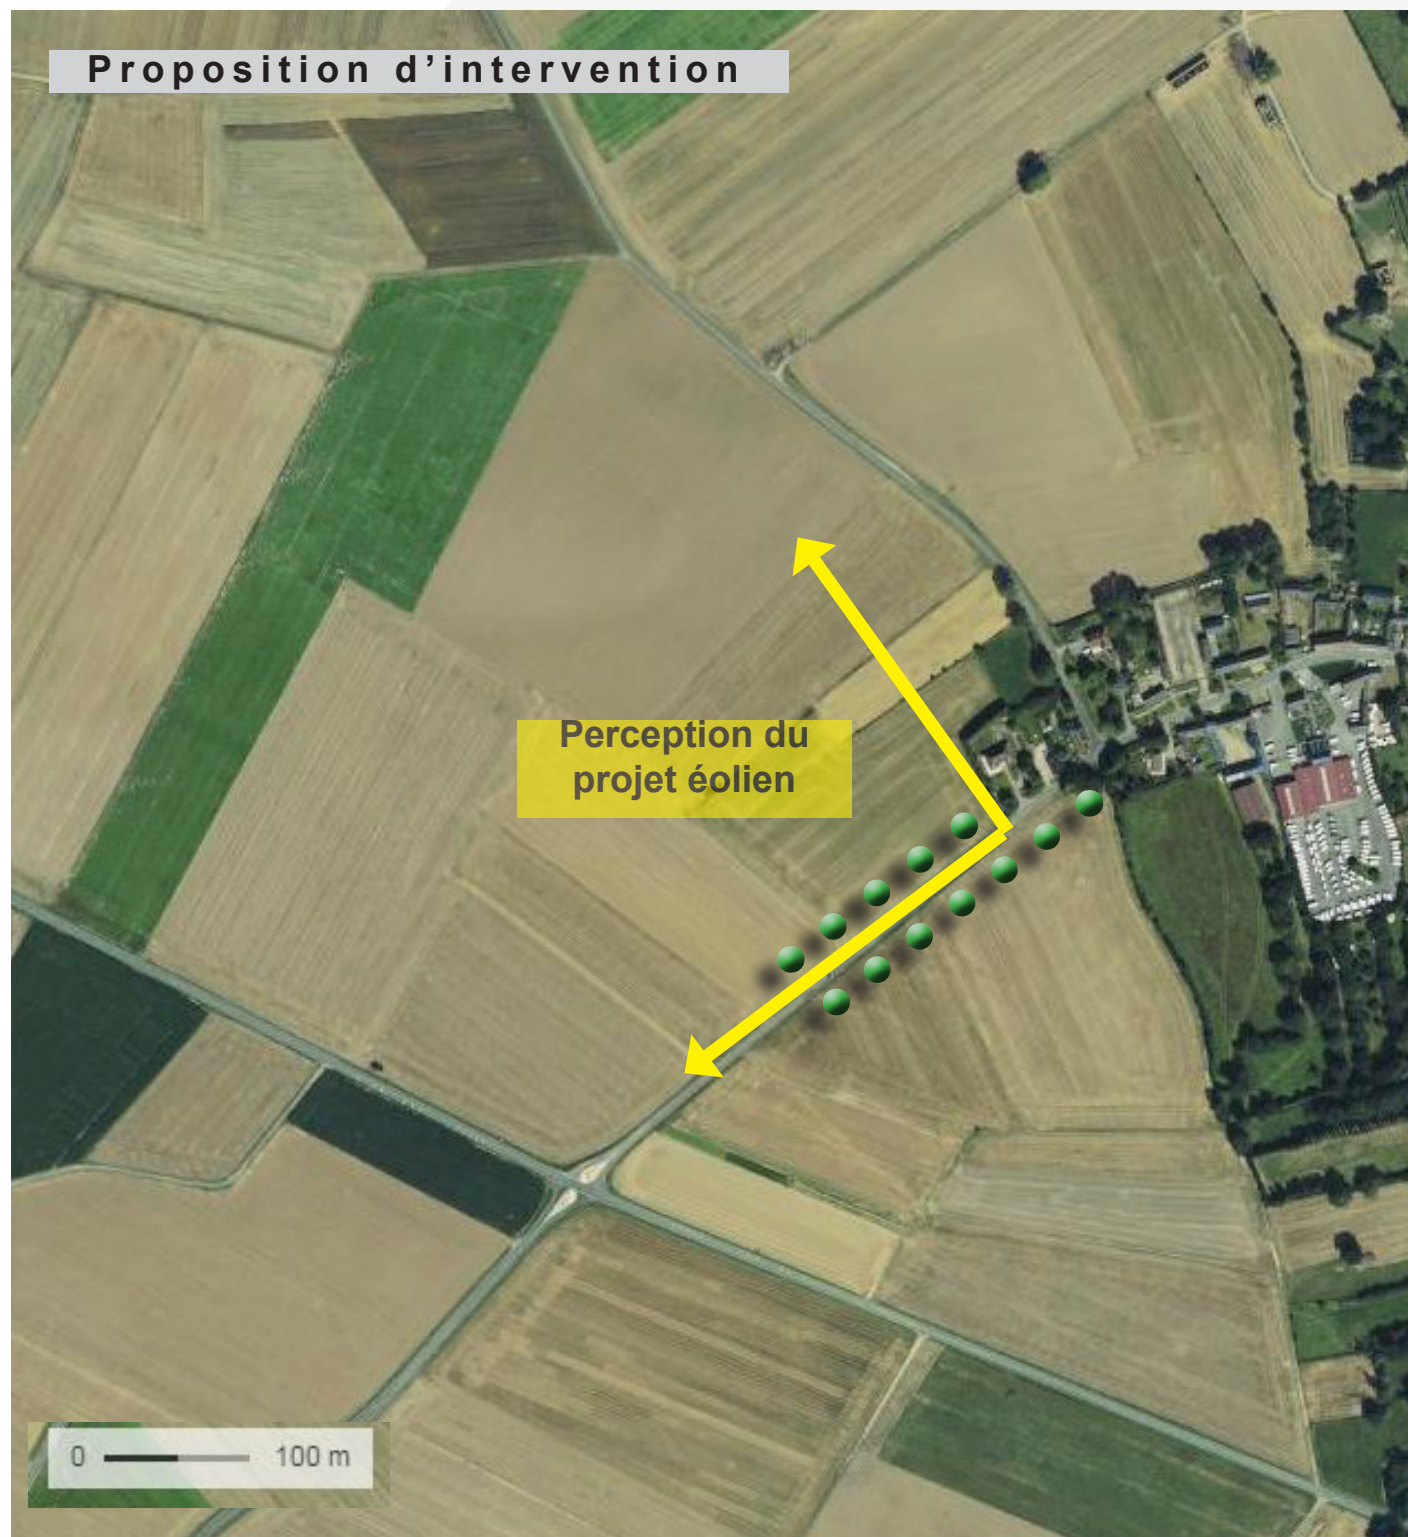 Proposition d’intervention
Perception du
projet éolien
0 100 m